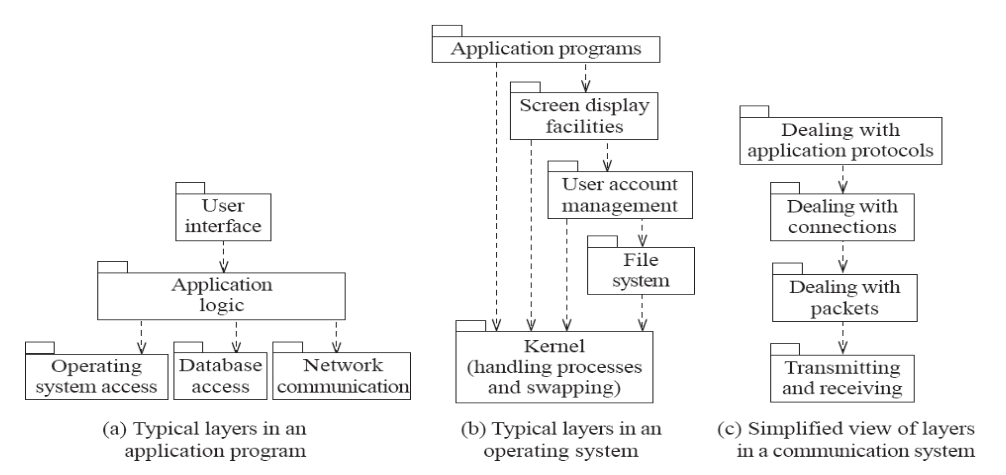 User
interface
Application
logic
Operating
system access
Database
access
Network
communication
(a) Typical layers in an
application program
Application programs
Screen display
facilities
User account
management
File
system
Kernel
(handling processes
and swapping)
(b) Typical layers in an
operating system
Dealing with
application protocols
Dealing with
connections
Dealing with
packets
Transmitting
and receiving
(c) Simplified view of layers
in a communication system